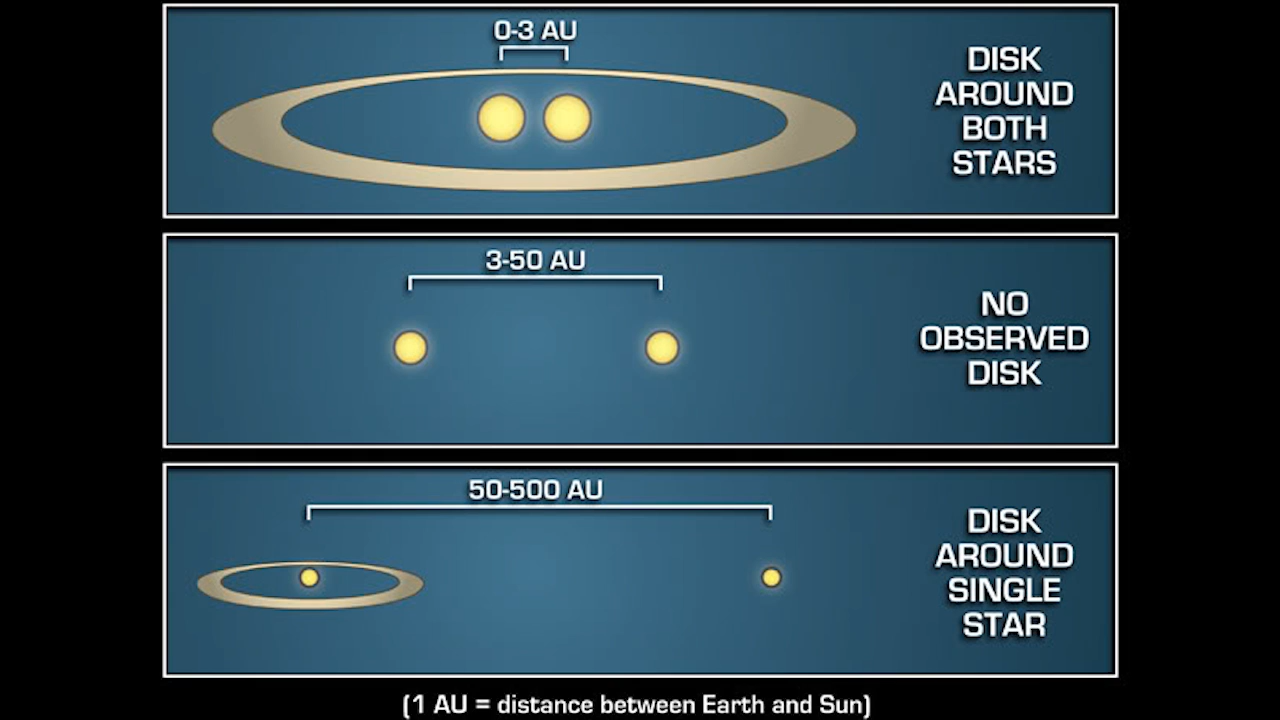 0-3 AU
DISK
AROUND
BOTH
STARS
3-50 AU
NO
OBSERVED
DISK
50-500 AU
DISK
AROUND
SINGLE
STAR
(1 AU = distance between Earth and Sun)